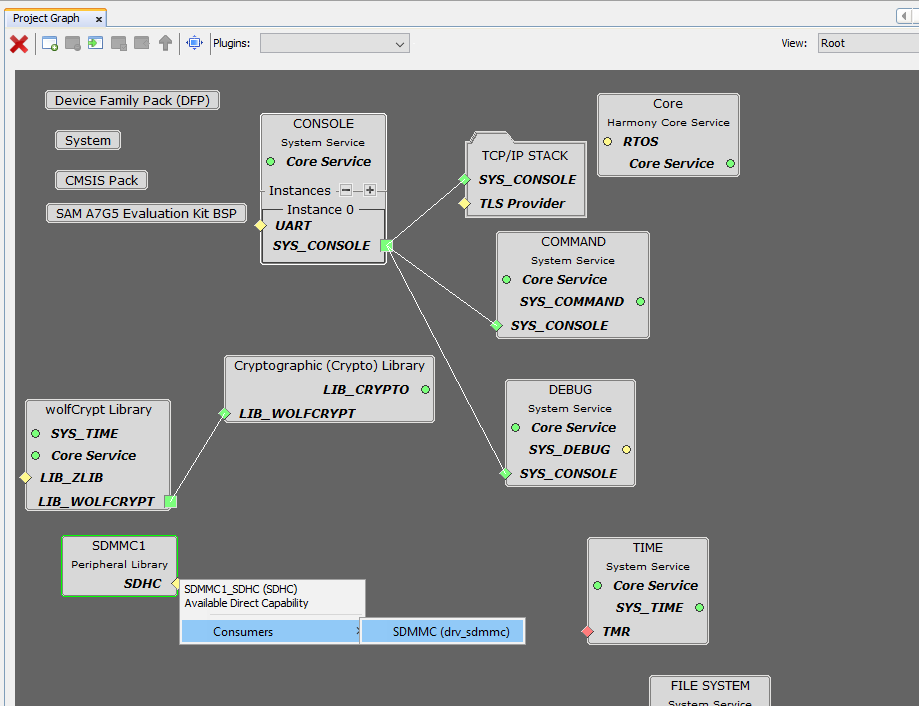 Project Graph
Plugins:
View: Root
Device Family Pack (DFP)
System
CMSIS Pack
SAM A7G5 Evaluation Kit BSP
CONSOLE
System Service
Core Service
Instances
Instance 0
UART
SYS_CONSOLE
TCP/IP STACK
SYS_CONSOLE
TLS Provider
Core
Harmony Core Service
RTOS
Core Service
COMMAND
System Service
Core Service
SYS_COMMAND
SYS_CONSOLE
Cryptographic (Crypto) Library
LIB_CRYPTO
LIB_WOLFCRYPT
DEBUG
System Service
Core Service
SYS_DEBUG
SYS_CONSOLE
wolfCrypt Library
SYS_TIME
Core Service
LIB_ZLIB
LIB_WOLFCRYPT
SDMMC1
Peripheral Library
SDHC
SDMMC1_SDHC (SDHC)
Available Direct Capability
Consumers
SDMMC (drv_sdmmc)
TIME
System Service
Core Service
SYS_TIME
TMR
FILE SYSTEM
System Service